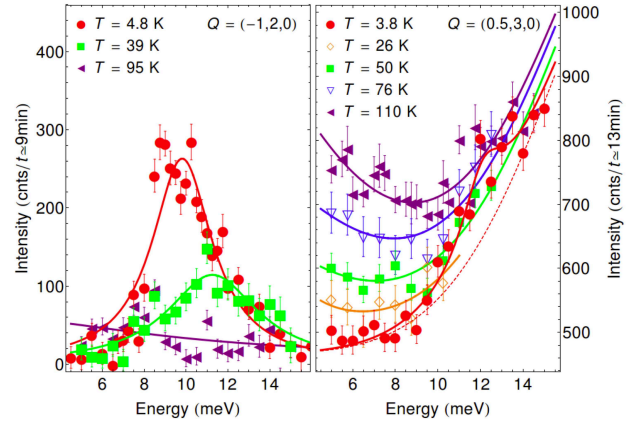 T = 4.8 K
T = 39 K
T = 95 K
Q = (−1,2,0)
400
300
200
100
0
Intensity (cnts/t≃9min)
6 8 10 12 14
Energy (meV)
T = 3.8 K
T = 26 K
T = 50 K
T = 76 K
T = 110 K
Q = (0.5,3,0)
1000
900
800
700
600
500
Intensity (cnts/t≃13min)
6 8 10 12 14
Energy (meV)